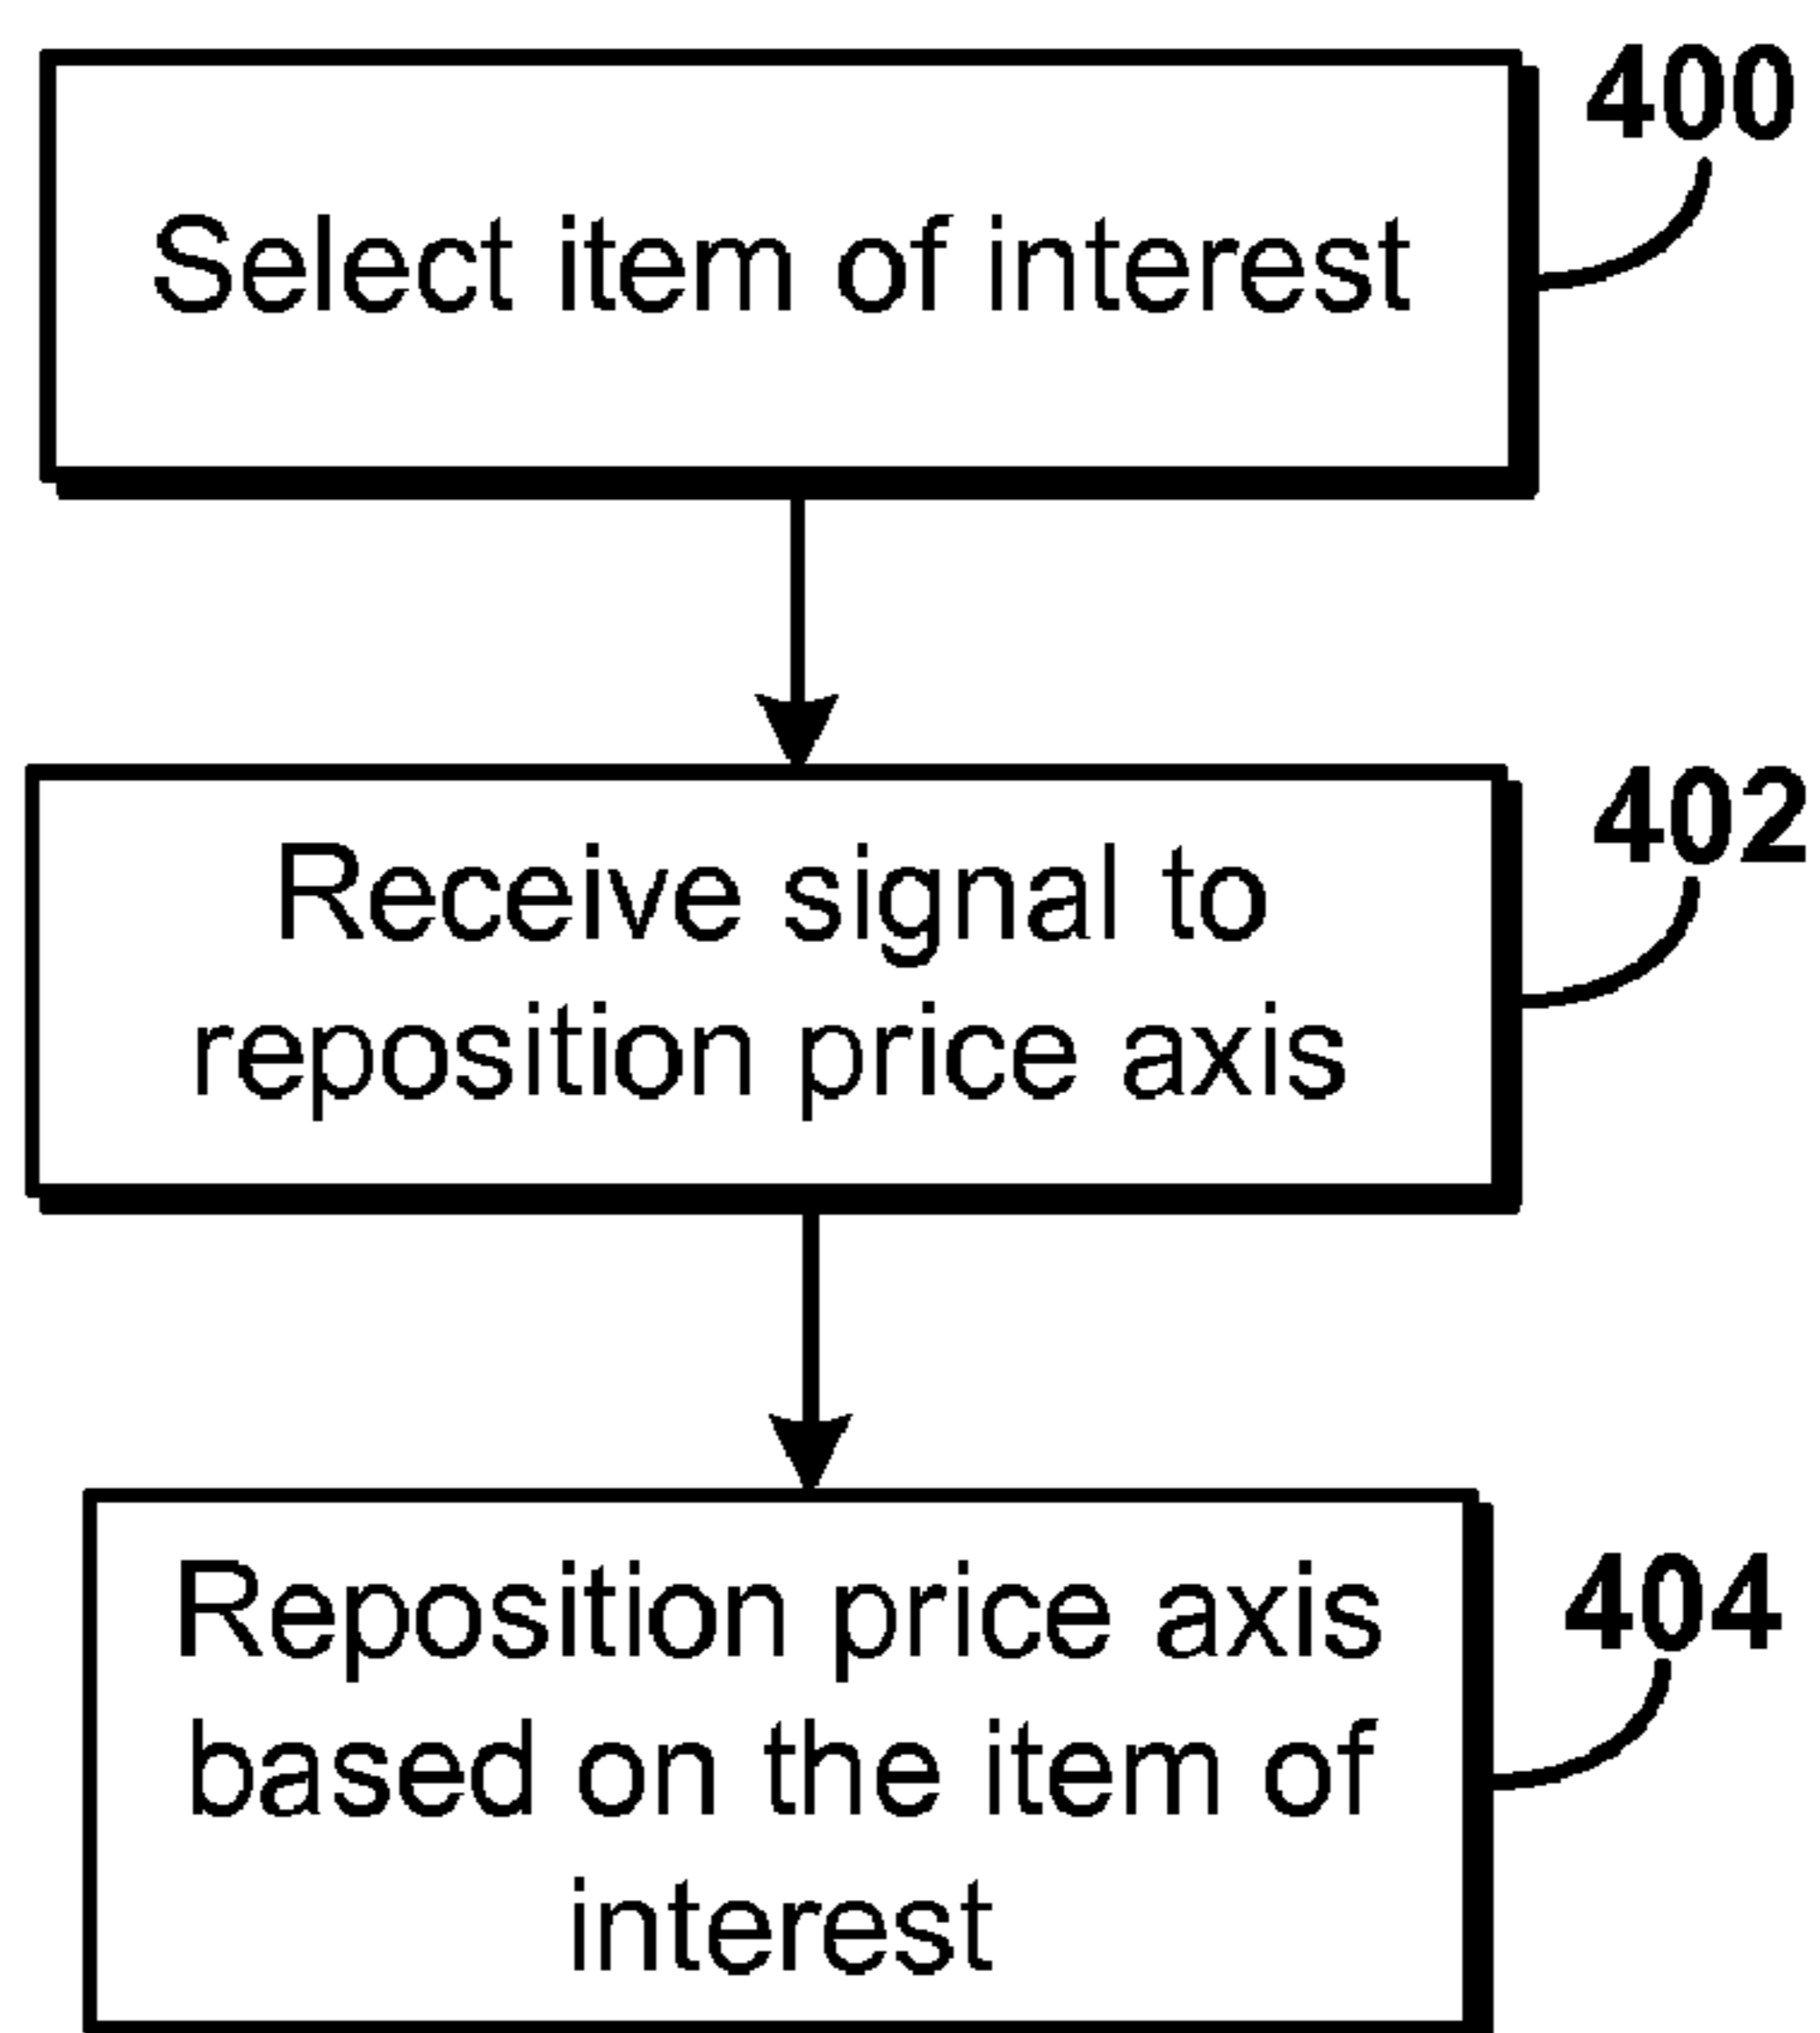 400
Select item of interest
402
Receive signal to
reposition price axis
404
Reposition price axis
based on the item of
interest